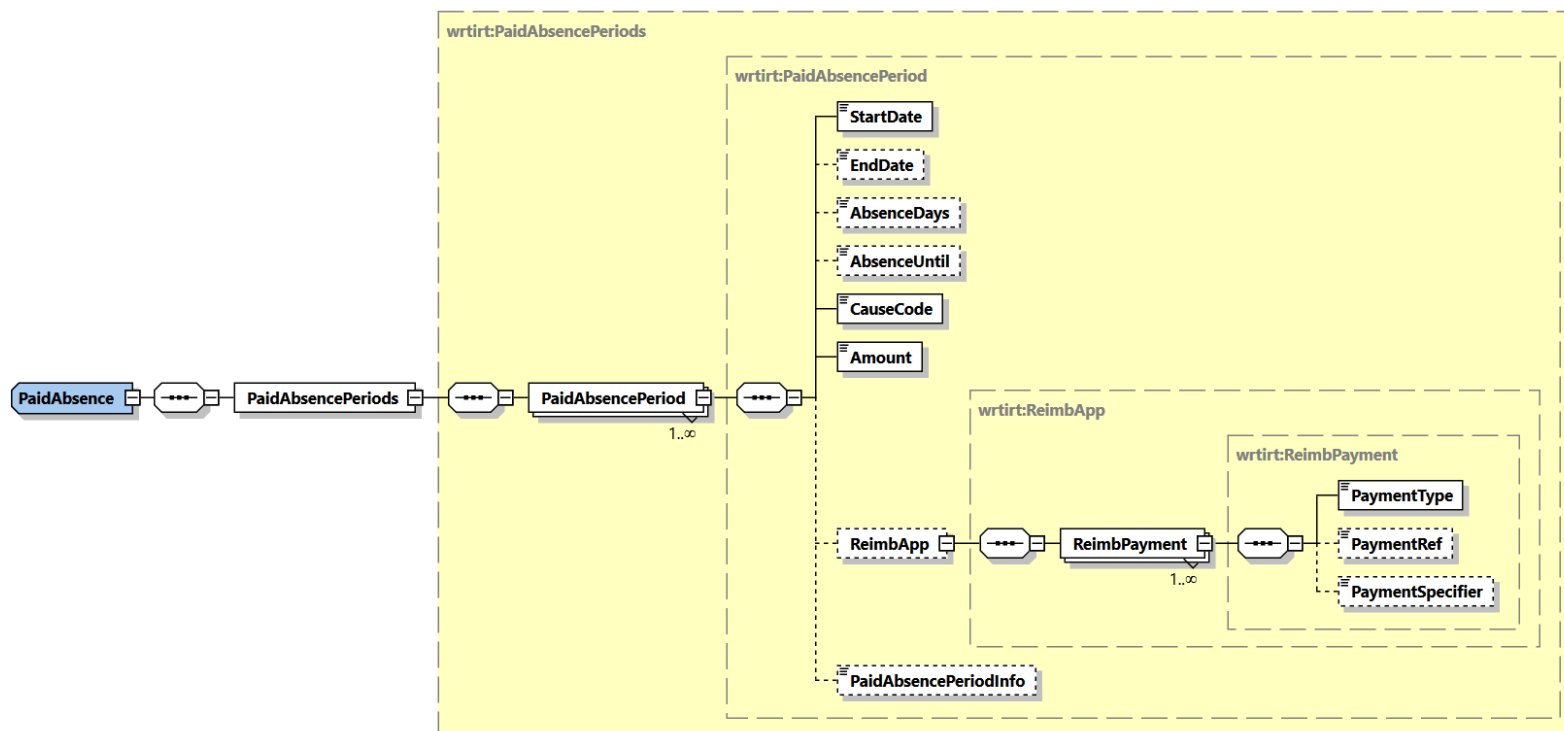 wrtirt:PaidAbsencePeriods
wrtirt:PaidAbsencePeriod
StartDate
EndDate
AbsenceDays
AbsenceUntil
CauseCode
Amount
PaidAbsence
PaidAbsencePeriods
PaidAbsencePeriod
1..∞
wrtirt:ReimbApp
wrtirt:ReimbPayment
PaymentType
ReimbApp
ReimbPayment
1..∞
PaymentRef
PaymentSpecifier
PaidAbsencePeriodInfo